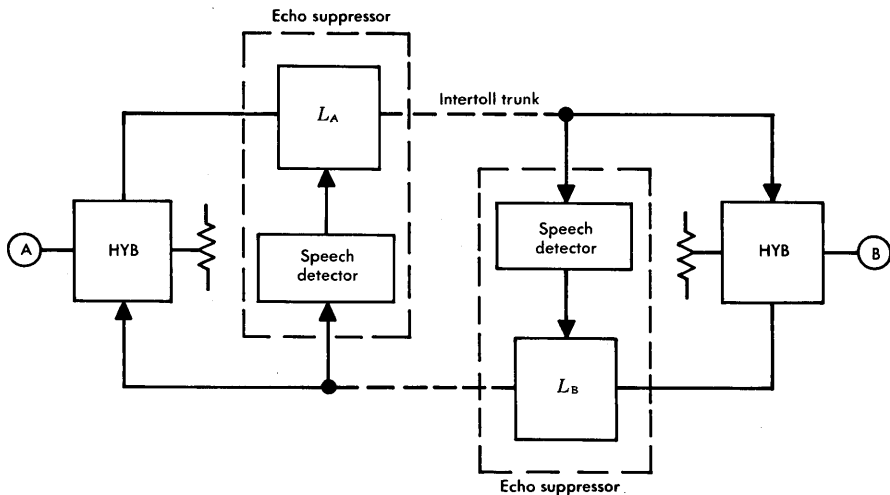 Echo suppressor
L_A
Intertoll trunk
A
HYB
Speech
detector
Speech
detector
HYB
B
L_B
Echo suppressor